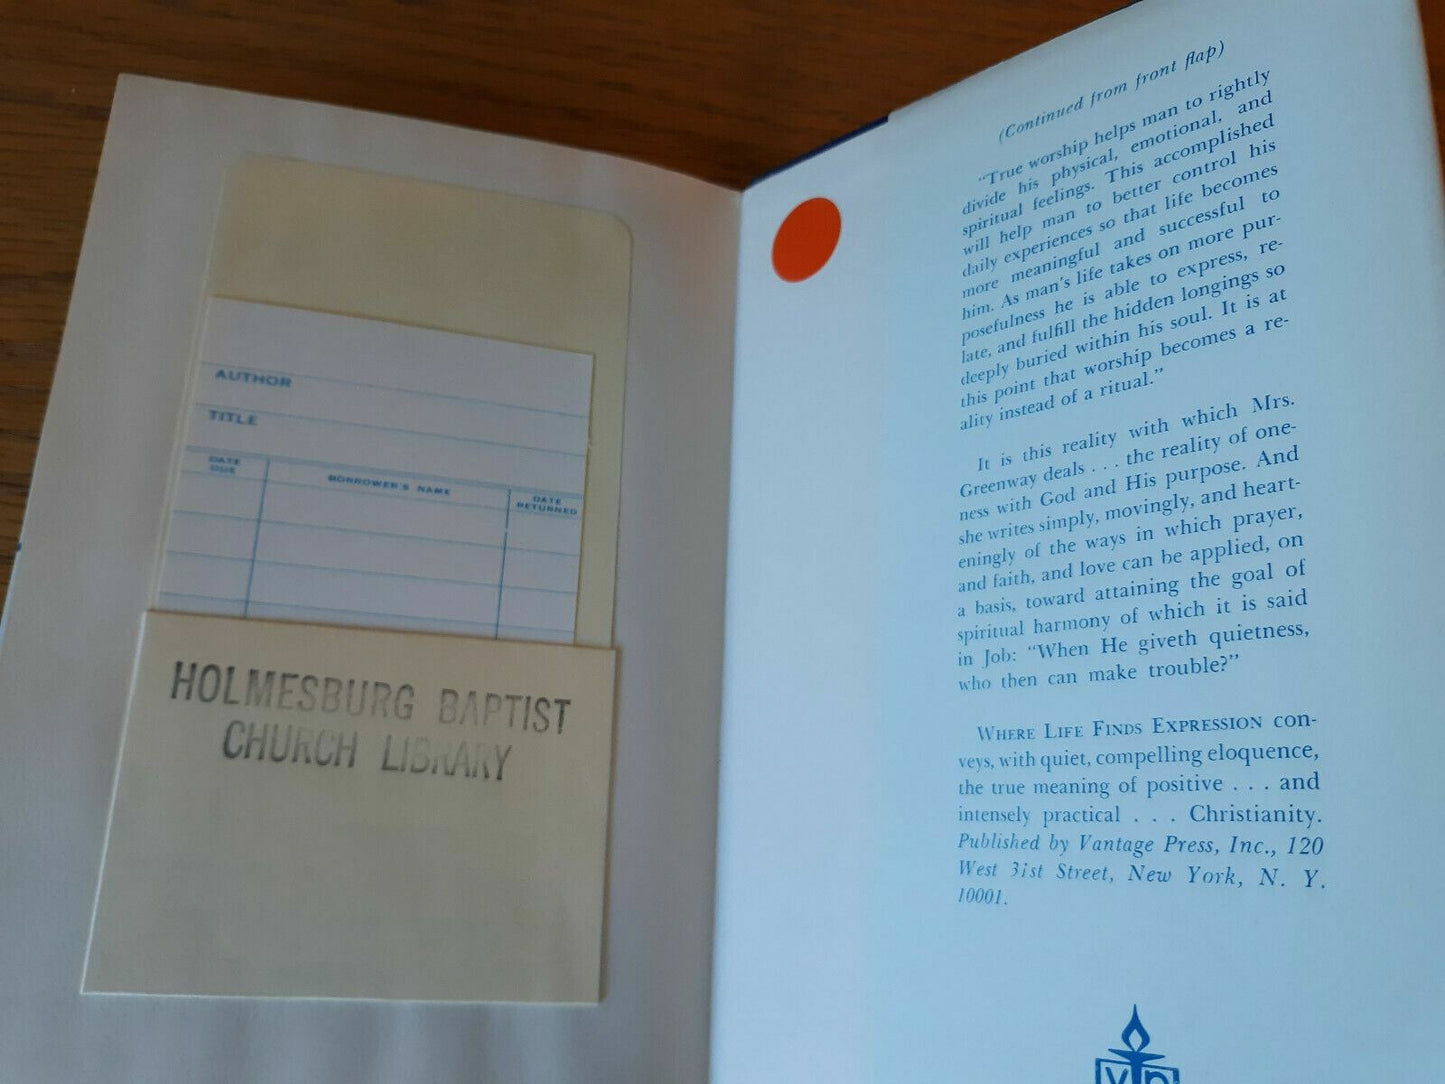 AUTHOR
TITLE
DATE DUE
BORROWER'S NAME
DATE RETURNED
HOLMESBURG BAPTIST
CHURCH LIBRARY
(Continued from front flap)
"True worship helps man to rightly
divide his physical, emotional, and
spiritual feelings. This accomplished
will help man to better control his
daily experiences so that life becomes
more meaningful and successful to
him. As man's life takes on more pur-
posefulness he is able to express, re-
late, and fulfill the hidden longings so
deeply buried within his soul. It is at
this point that worship becomes a re-
ality instead of a ritual."
It is this reality with which Mrs.
Greenway deals . . . the reality of one-
ness with God and His purpose. And
she writes simply, movingly, and heart-
eningly of the ways in which prayer,
and faith, and love can be applied, on
a basis, toward attaining the goal of
spiritual harmony of which it is said
in Job: "When He giveth quietness,
who then can make trouble?"
WHERE LIFE FINDS EXPRESSION con-
veys, with quiet, compelling eloquence,
the true meaning of positive . . . and
intensely practical . . . Christianity.
Published by Vantage Press, Inc., 120
West 31st Street, New York, N. Y.
10001.
vp